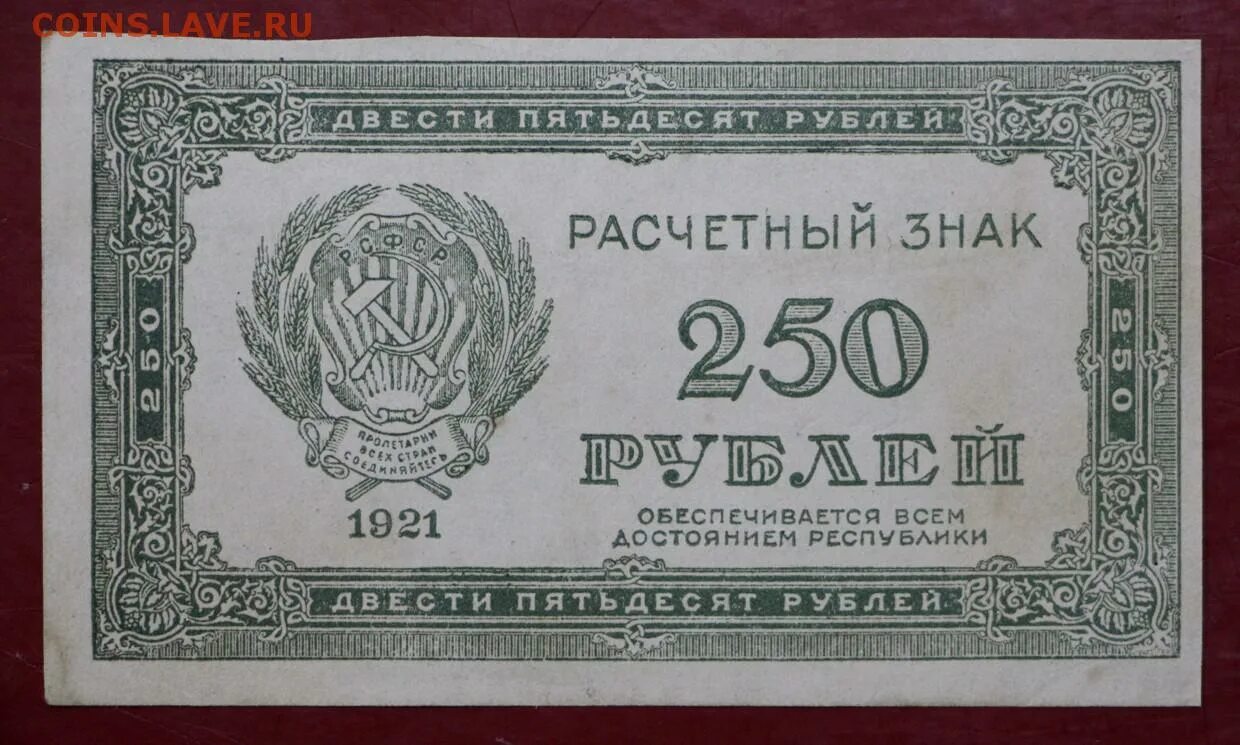 COINS.LAVE.RU
ДВЕСТИ ПЯТЬДЕСЯТ РУБЛЕЙ
РАСЧЕТНЫЙ ЗНАК
РСФСР
250
250
250
РУБЛЕЙ
ПРОЛЕТАРИИ
ВСЕХ СТРАН
СОЕДИНЯЙТЕСЬ
1921
ОБЕСПЕЧИВАЕТСЯ ВСЕМ
ДОСТОЯНИЕМ РЕСПУБЛИКИ
ДВЕСТИ ПЯТЬДЕСЯТ РУБЛЕЙ